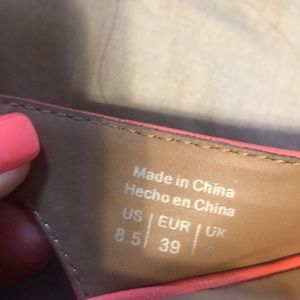 Made in China
Hecho en China
US | EUR | UK
8.5 | 39 |